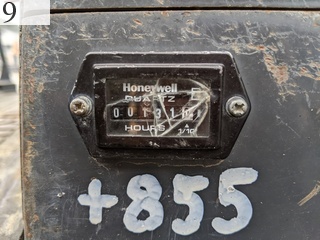 9
Honeywell
QUARTZ
HOURS 1/10
+855